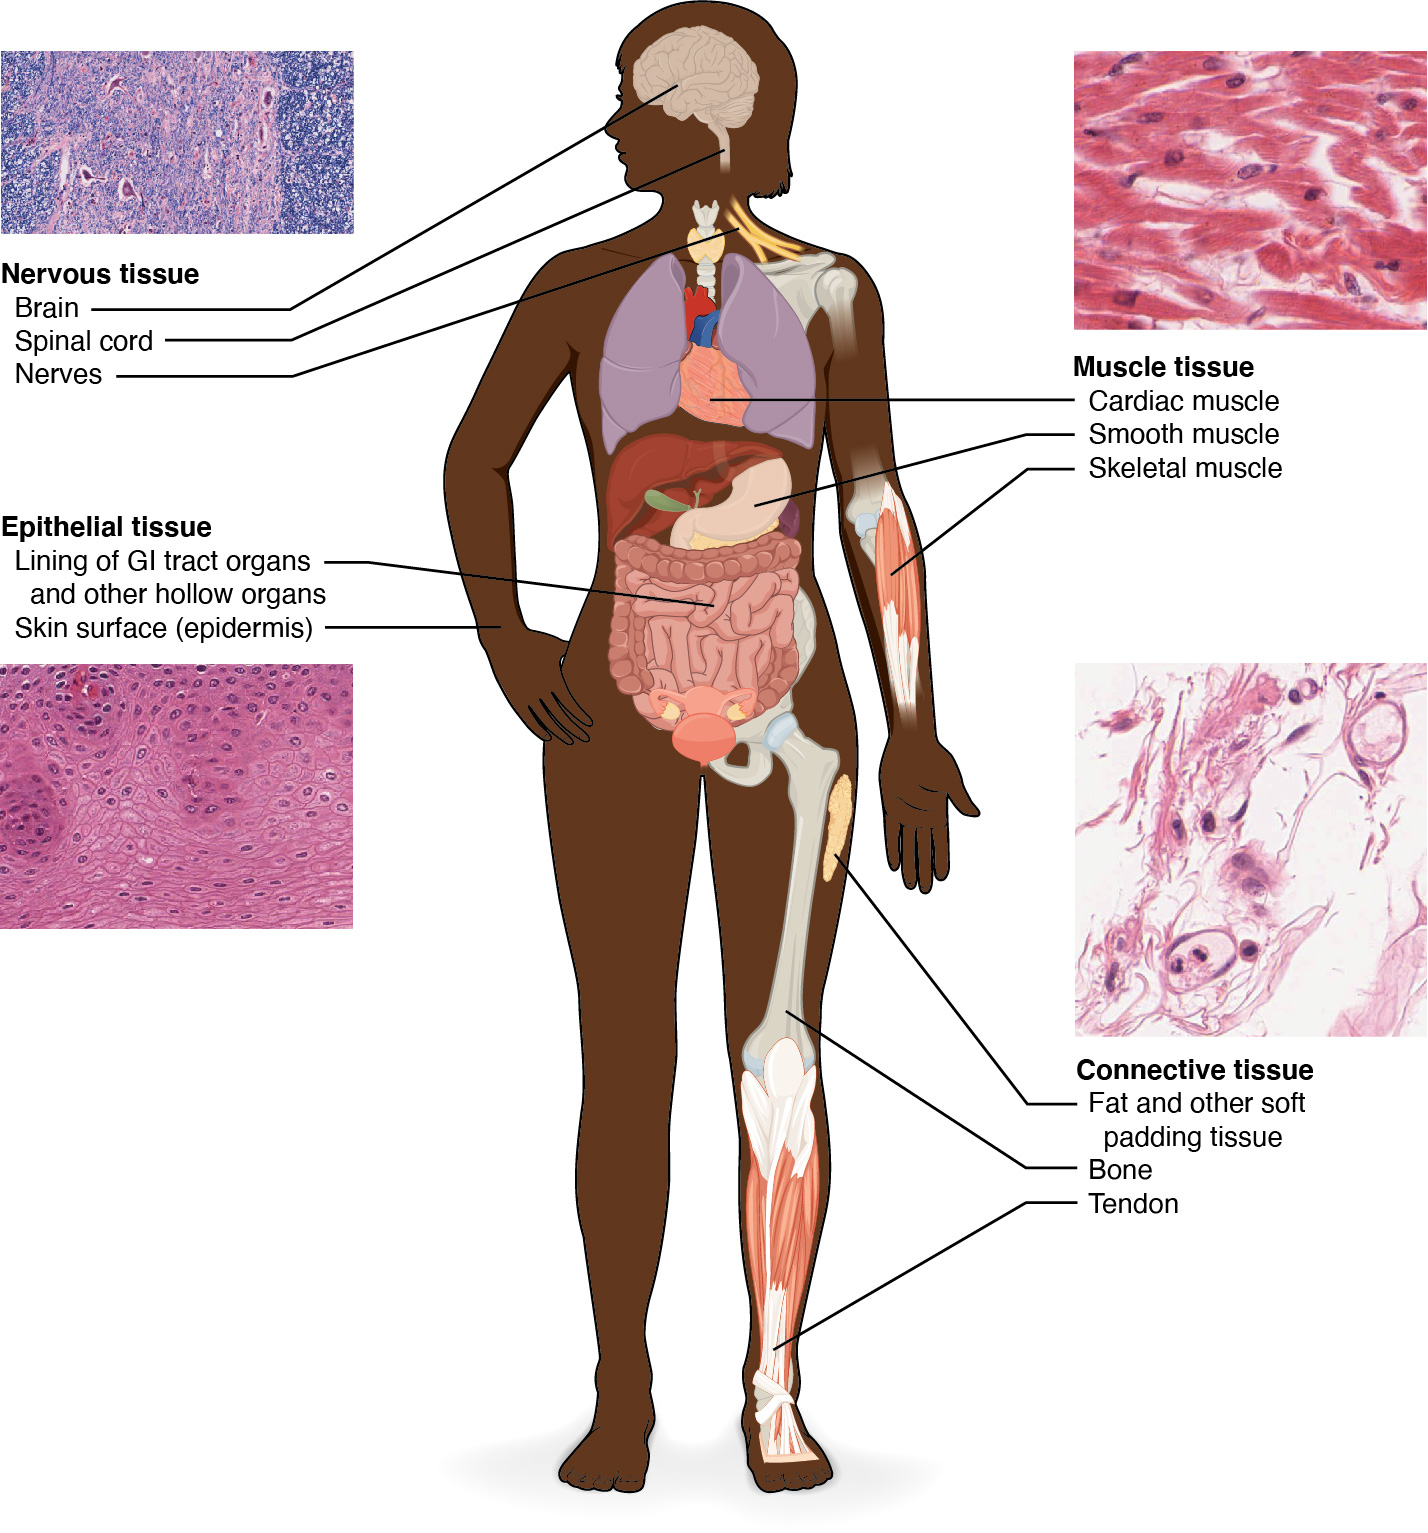 Nervous tissue
Brain
Spinal cord
Nerves
Epithelial tissue
Lining of GI tract organs
and other hollow organs
Skin surface (epidermis)
Muscle tissue
Cardiac muscle
Smooth muscle
Skeletal muscle
Connective tissue
Fat and other soft
padding tissue
Bone
Tendon